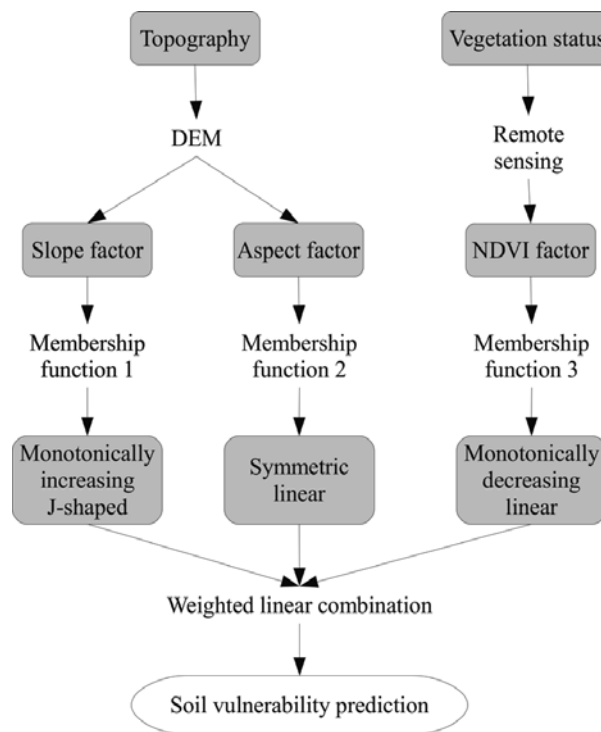 Topography
Vegetation status
DEM
Remote
sensing
Slope factor
Aspect factor
NDVI factor
Membership
function 1
Membership
function 2
Membership
function 3
Monotonically
increasing
J-shaped
Symmetric
linear
Monotonically
decreasing
linear
Weighted linear combination
Soil vulnerability prediction